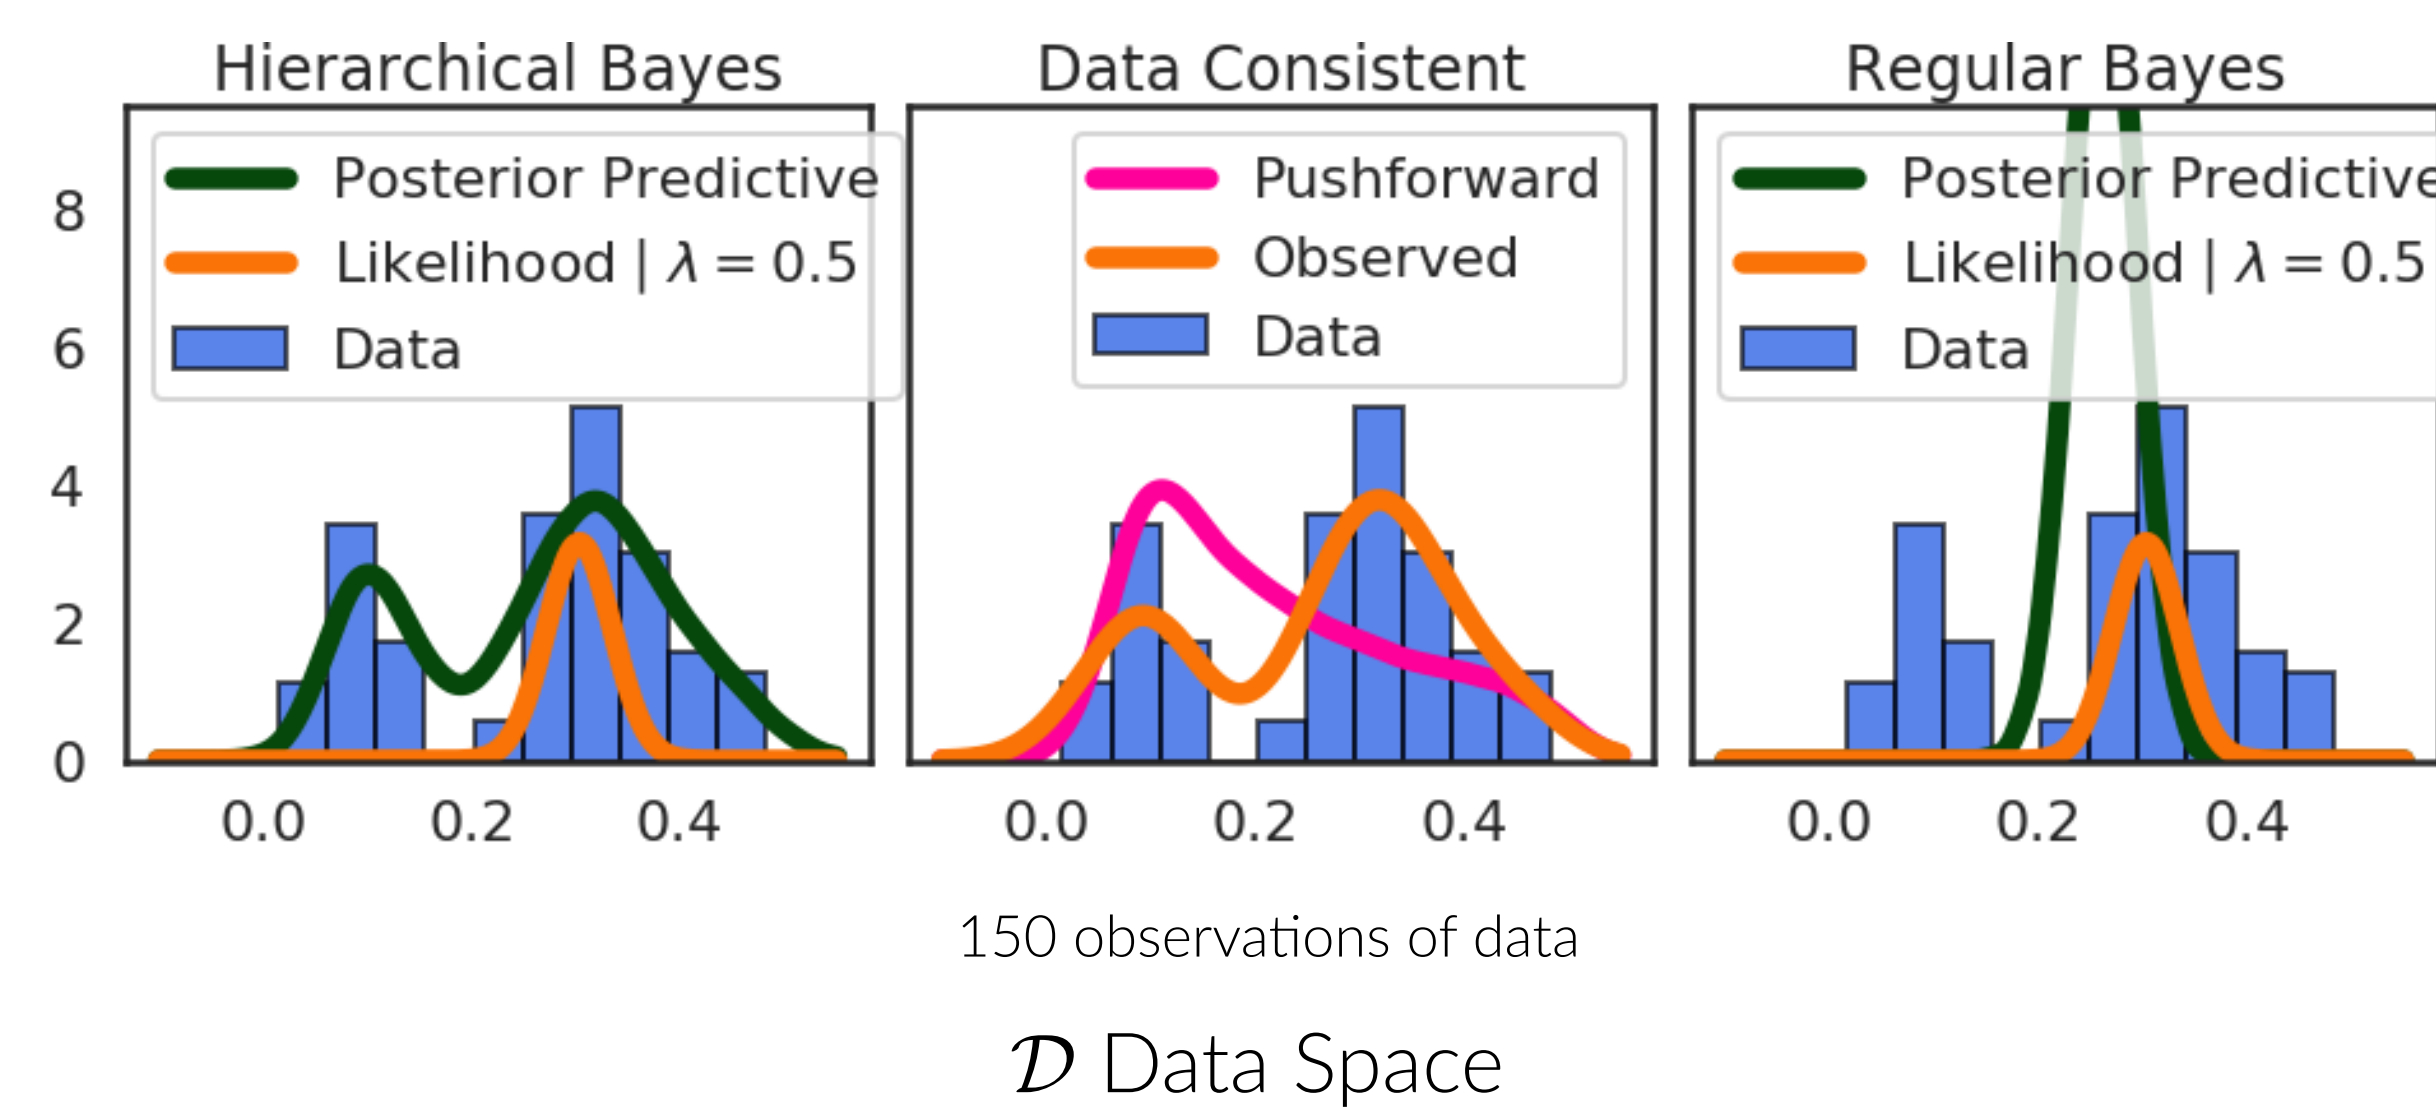 Hierarchical Bayes
Data Consistent
Regular Bayes
Posterior Predictive
Likelihood | λ = 0.5
Data
Pushforward
Observed
Data
Posterior Predictive
Likelihood | λ = 0.5
Data
8
6
4
2
0
0.0 0.2 0.4
0.0 0.2 0.4
0.0 0.2 0.4
150 observations of data
𝒟 Data Space